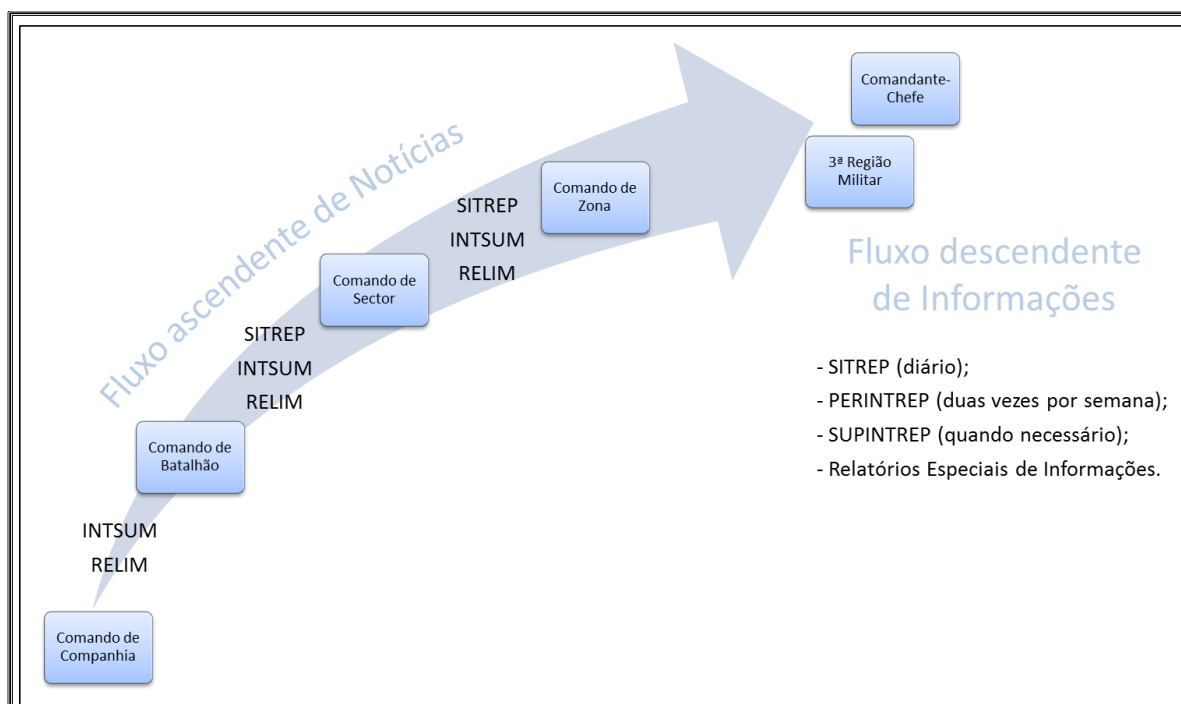 Comandante-
Chefe
3ª Região
Militar
Fluxo ascendente de Notícias
Comando de
Zona
SITREP
INTSUM
RELIM
Comando de
Sector
SITREP
INTSUM
RELIM
Comando de
Batalhão
INTSUM
RELIM
Comando de
Companhia
Fluxo descendente
de Informações
- SITREP (diário);
- PERINTREP (duas vezes por semana);
- SUPINTREP (quando necessário);
- Relatórios Especiais de Informações.